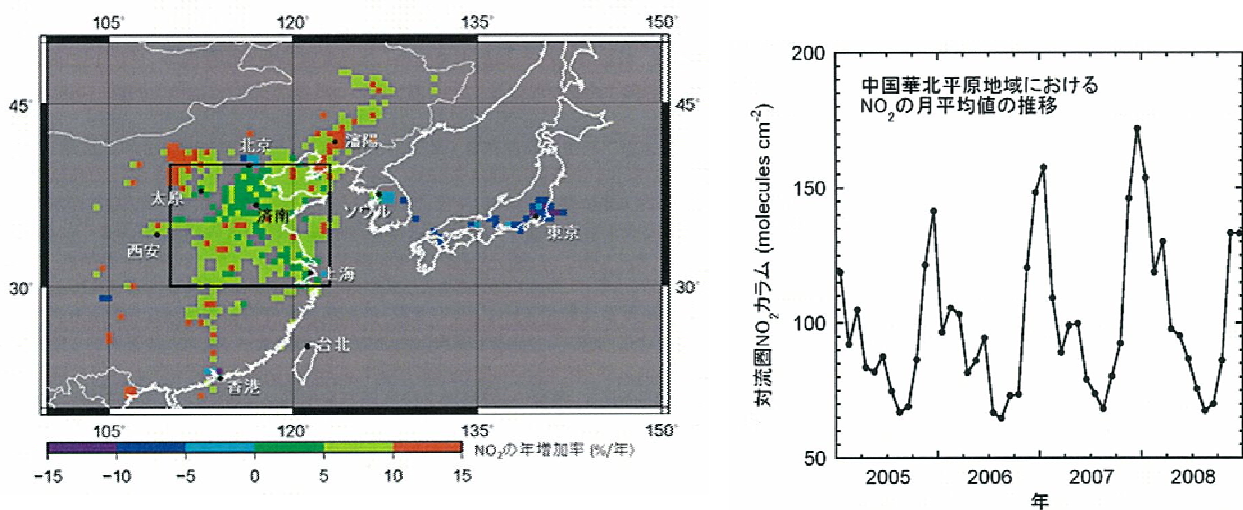 105° 120° 135° 150°
45° 45°
北京
瀋陽
太原
済南
ソウル
東京
西安
上海
30° 30°
台北
香港
105° 120° 135° 150°
NO₂の年増加率 (%/年)
−15 −10 −5 0 5 10 15
200
中国華北平原地域における
NO₂の月平均値の推移
150
対流圏NO₂カラム (molecules cm⁻²)
100
50
2005 2006 2007 2008
年